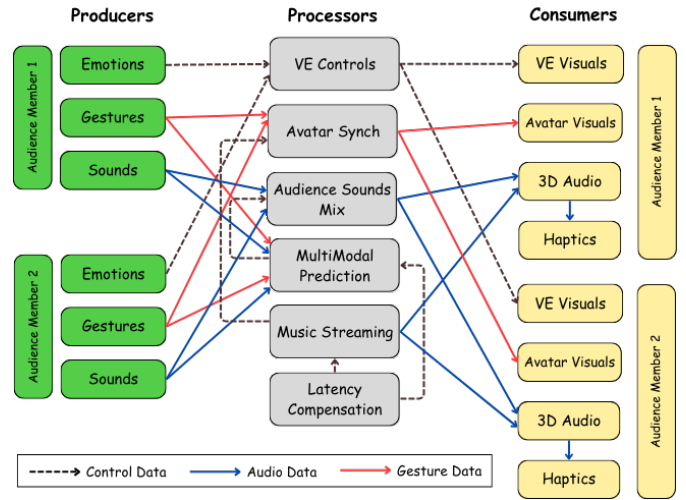 Producers
Processors
Consumers
Audience Member 1
Emotions
Gestures
Sounds
Audience Member 2
Emotions
Gestures
Sounds
VE Controls
Avatar Synch
Audience Sounds
Mix
MultiModal
Prediction
Music Streaming
Latency
Compensation
VE Visuals
Avatar Visuals
3D Audio
Haptics
Audience Member 1
VE Visuals
Avatar Visuals
3D Audio
Haptics
Audience Member 2
Control Data
Audio Data
Gesture Data